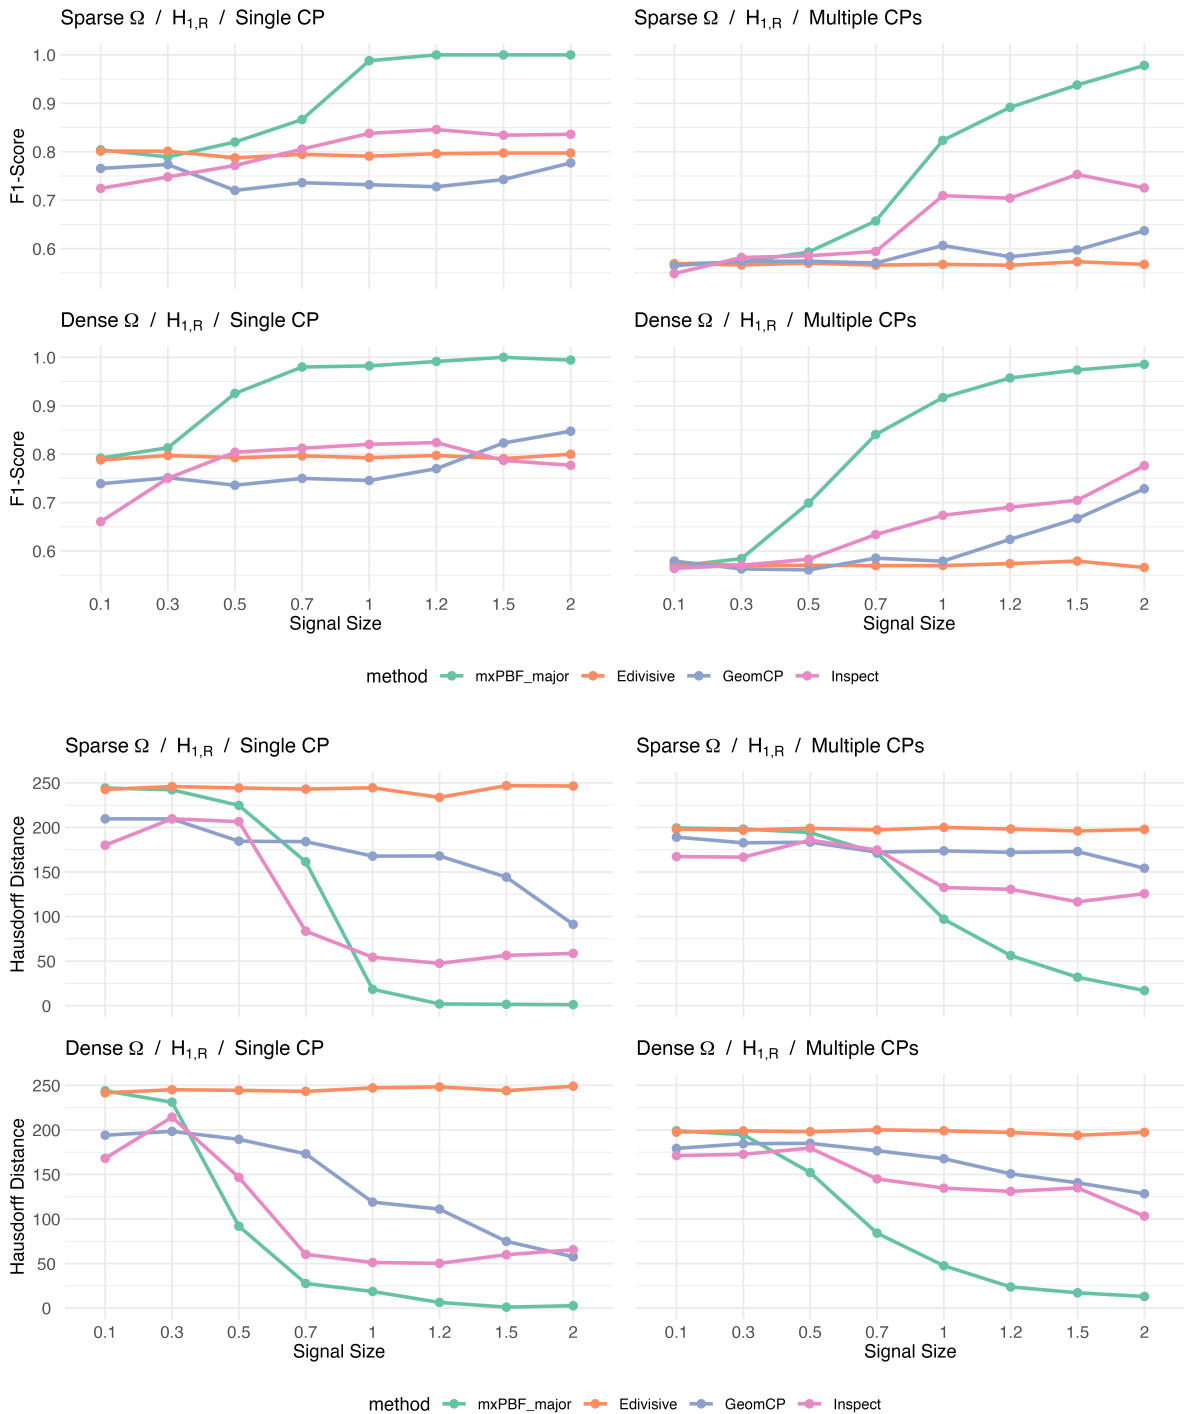 Sparse Ω / H1,R / Single CP
Sparse Ω / H1,R / Multiple CPs
F1-Score
1.0
0.9
0.8
0.7
0.6
Dense Ω / H1,R / Single CP
Dense Ω / H1,R / Multiple CPs
F1-Score
1.0
0.9
0.8
0.7
0.6
0.1 0.3 0.5 0.7 1 1.2 1.5 2
Signal Size
0.1 0.3 0.5 0.7 1 1.2 1.5 2
Signal Size
method mxPBF_major Edivisive GeomCP Inspect
Sparse Ω / H1,R / Single CP
Sparse Ω / H1,R / Multiple CPs
Hausdorff Distance
250
200
150
100
50
0
Dense Ω / H1,R / Single CP
Dense Ω / H1,R / Multiple CPs
Hausdorff Distance
250
200
150
100
50
0
0.1 0.3 0.5 0.7 1 1.2 1.5 2
Signal Size
0.1 0.3 0.5 0.7 1 1.2 1.5 2
Signal Size
method mxPBF_major Edivisive GeomCP Inspect